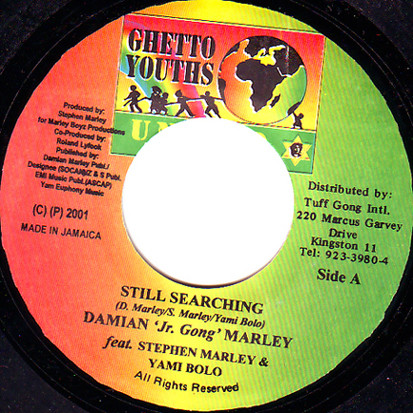 GHETTO
YOUTHS
Produced by:
Stephen Marley
for Marley Boyz Productions
Co-Produced by:
Roland Lyfook
Published by:
Damian Marley Publ./
Designee (SOCAN)BIZ & S Publ.
EMI Music Publ.(ASCAP)
Yam Euphony Music
(C) (P) 2001
MADE IN JAMAICA
Distributed by:
Tuff Gong Intl.
220 Marcus Garvey
Drive
Kingston 11
Tel: 923-3980-4
Side A
STILL SEARCHING
(D. Marley/S. Marley/Yami Bolo)
DAMIAN 'Jr. Gong' MARLEY
feat. STEPHEN MARLEY &
YAMI BOLO
All Rights Reserved